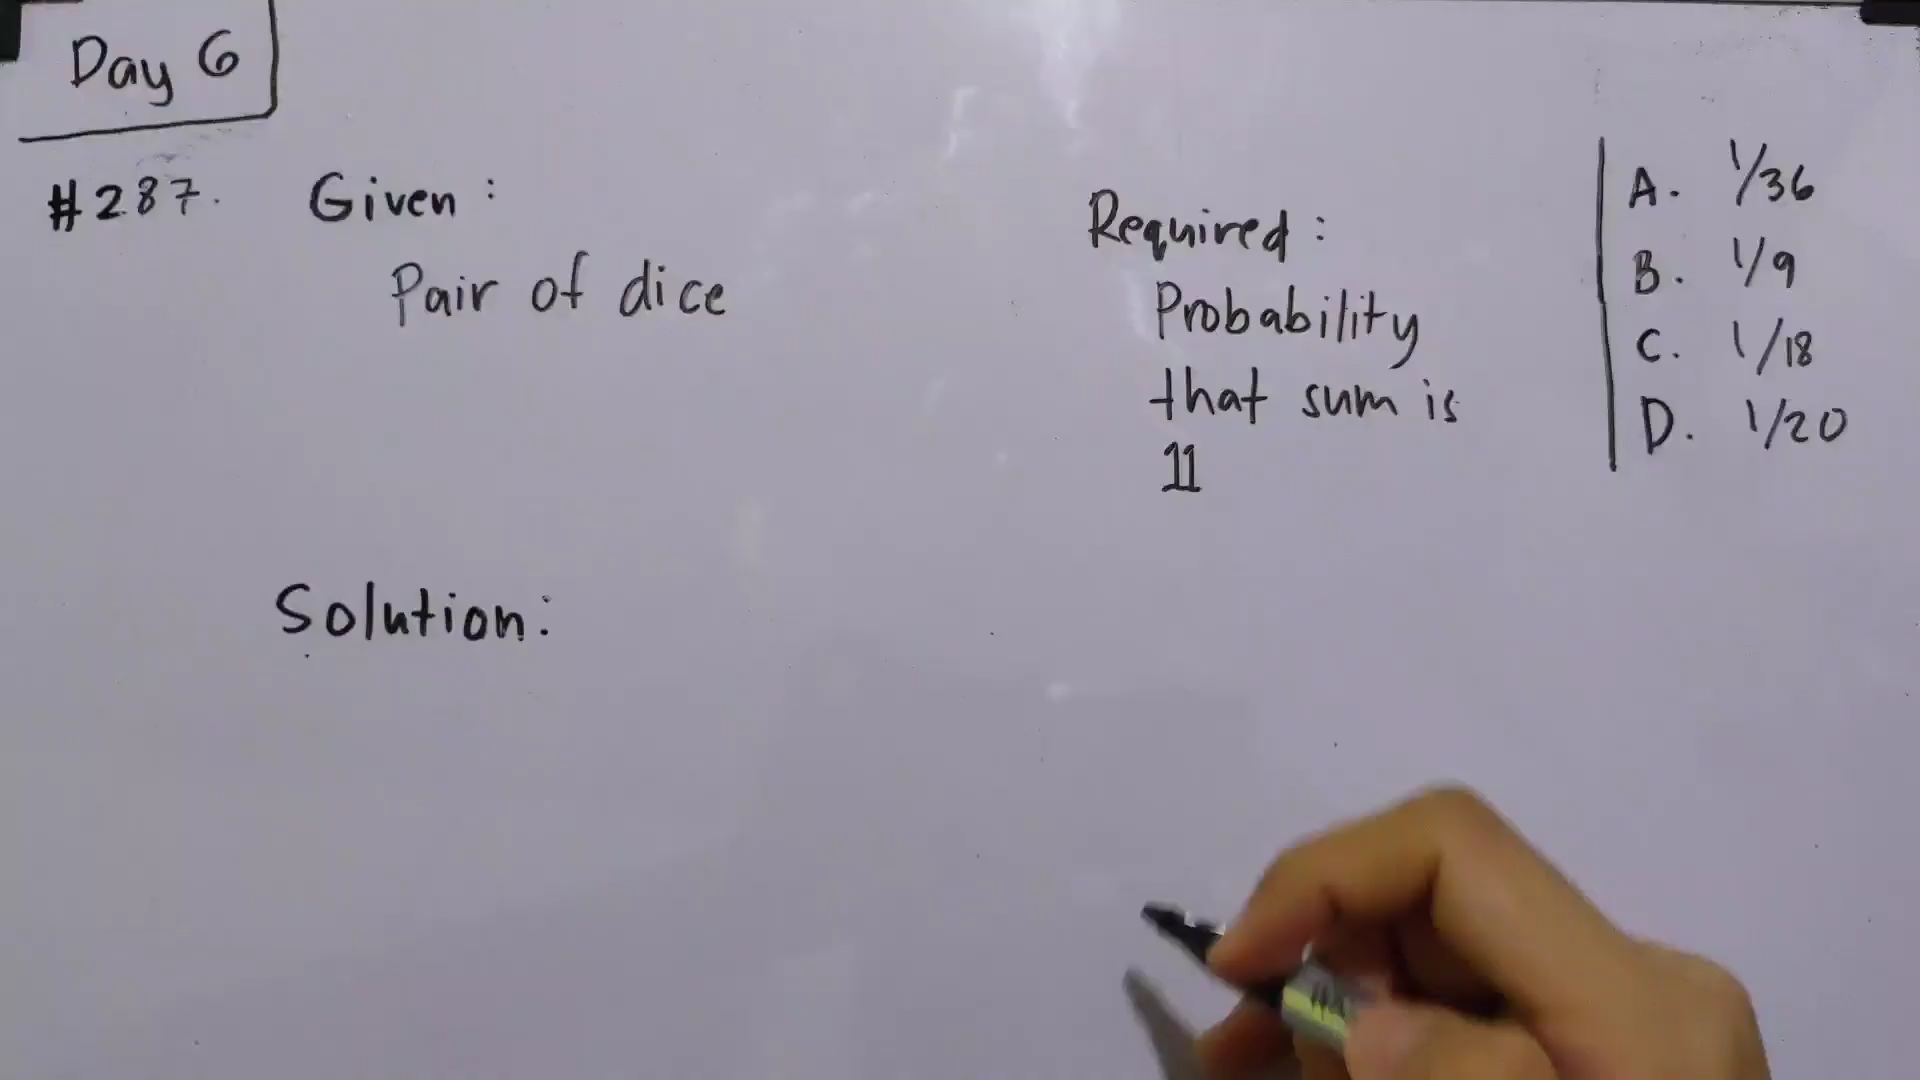 Day 6
#287. Given:
Pair of dice
Required:
Probability
that sum is
11
A. 1/36
B. 1/9
C. 1/18
D. 1/20
Solution: